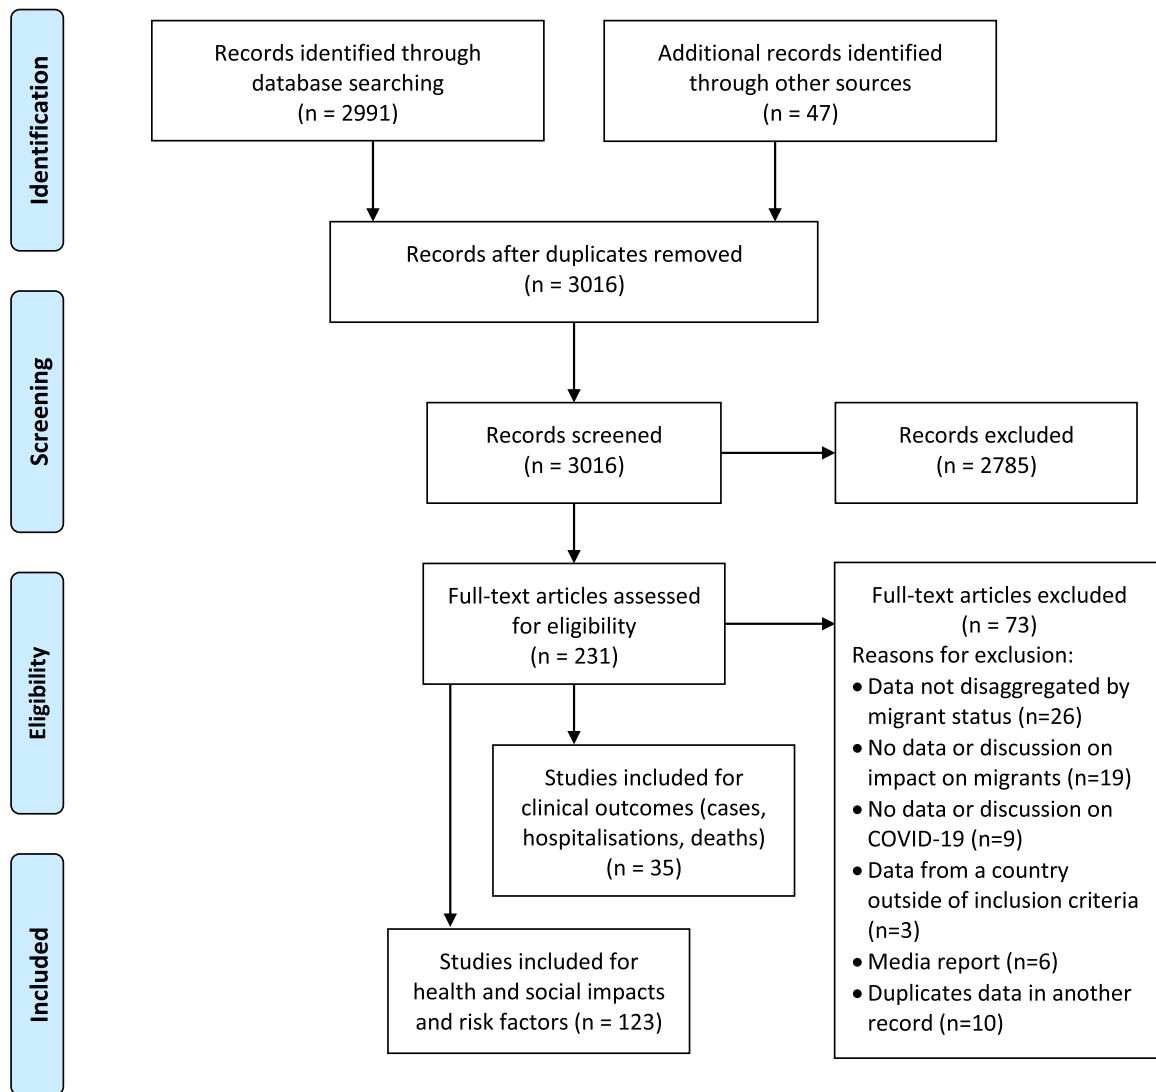 Identification
Records identified through
database searching
(n = 2991)
Additional records identified
through other sources
(n = 47)
Records after duplicates removed
(n = 3016)
Screening
Records screened
(n = 3016)
Records excluded
(n = 2785)
Eligibility
Full-text articles assessed
for eligibility
(n = 231)
Full-text articles excluded
(n = 73)
Reasons for exclusion:
• Data not disaggregated by
migrant status (n=26)
• No data or discussion on
impact on migrants (n=19)
• No data or discussion on
COVID-19 (n=9)
• Data from a country
outside of inclusion criteria
(n=3)
• Media report (n=6)
• Duplicates data in another
record (n=10)
Studies included for
clinical outcomes (cases,
hospitalisations, deaths)
(n = 35)
Included
Studies included for
health and social impacts
and risk factors (n = 123)